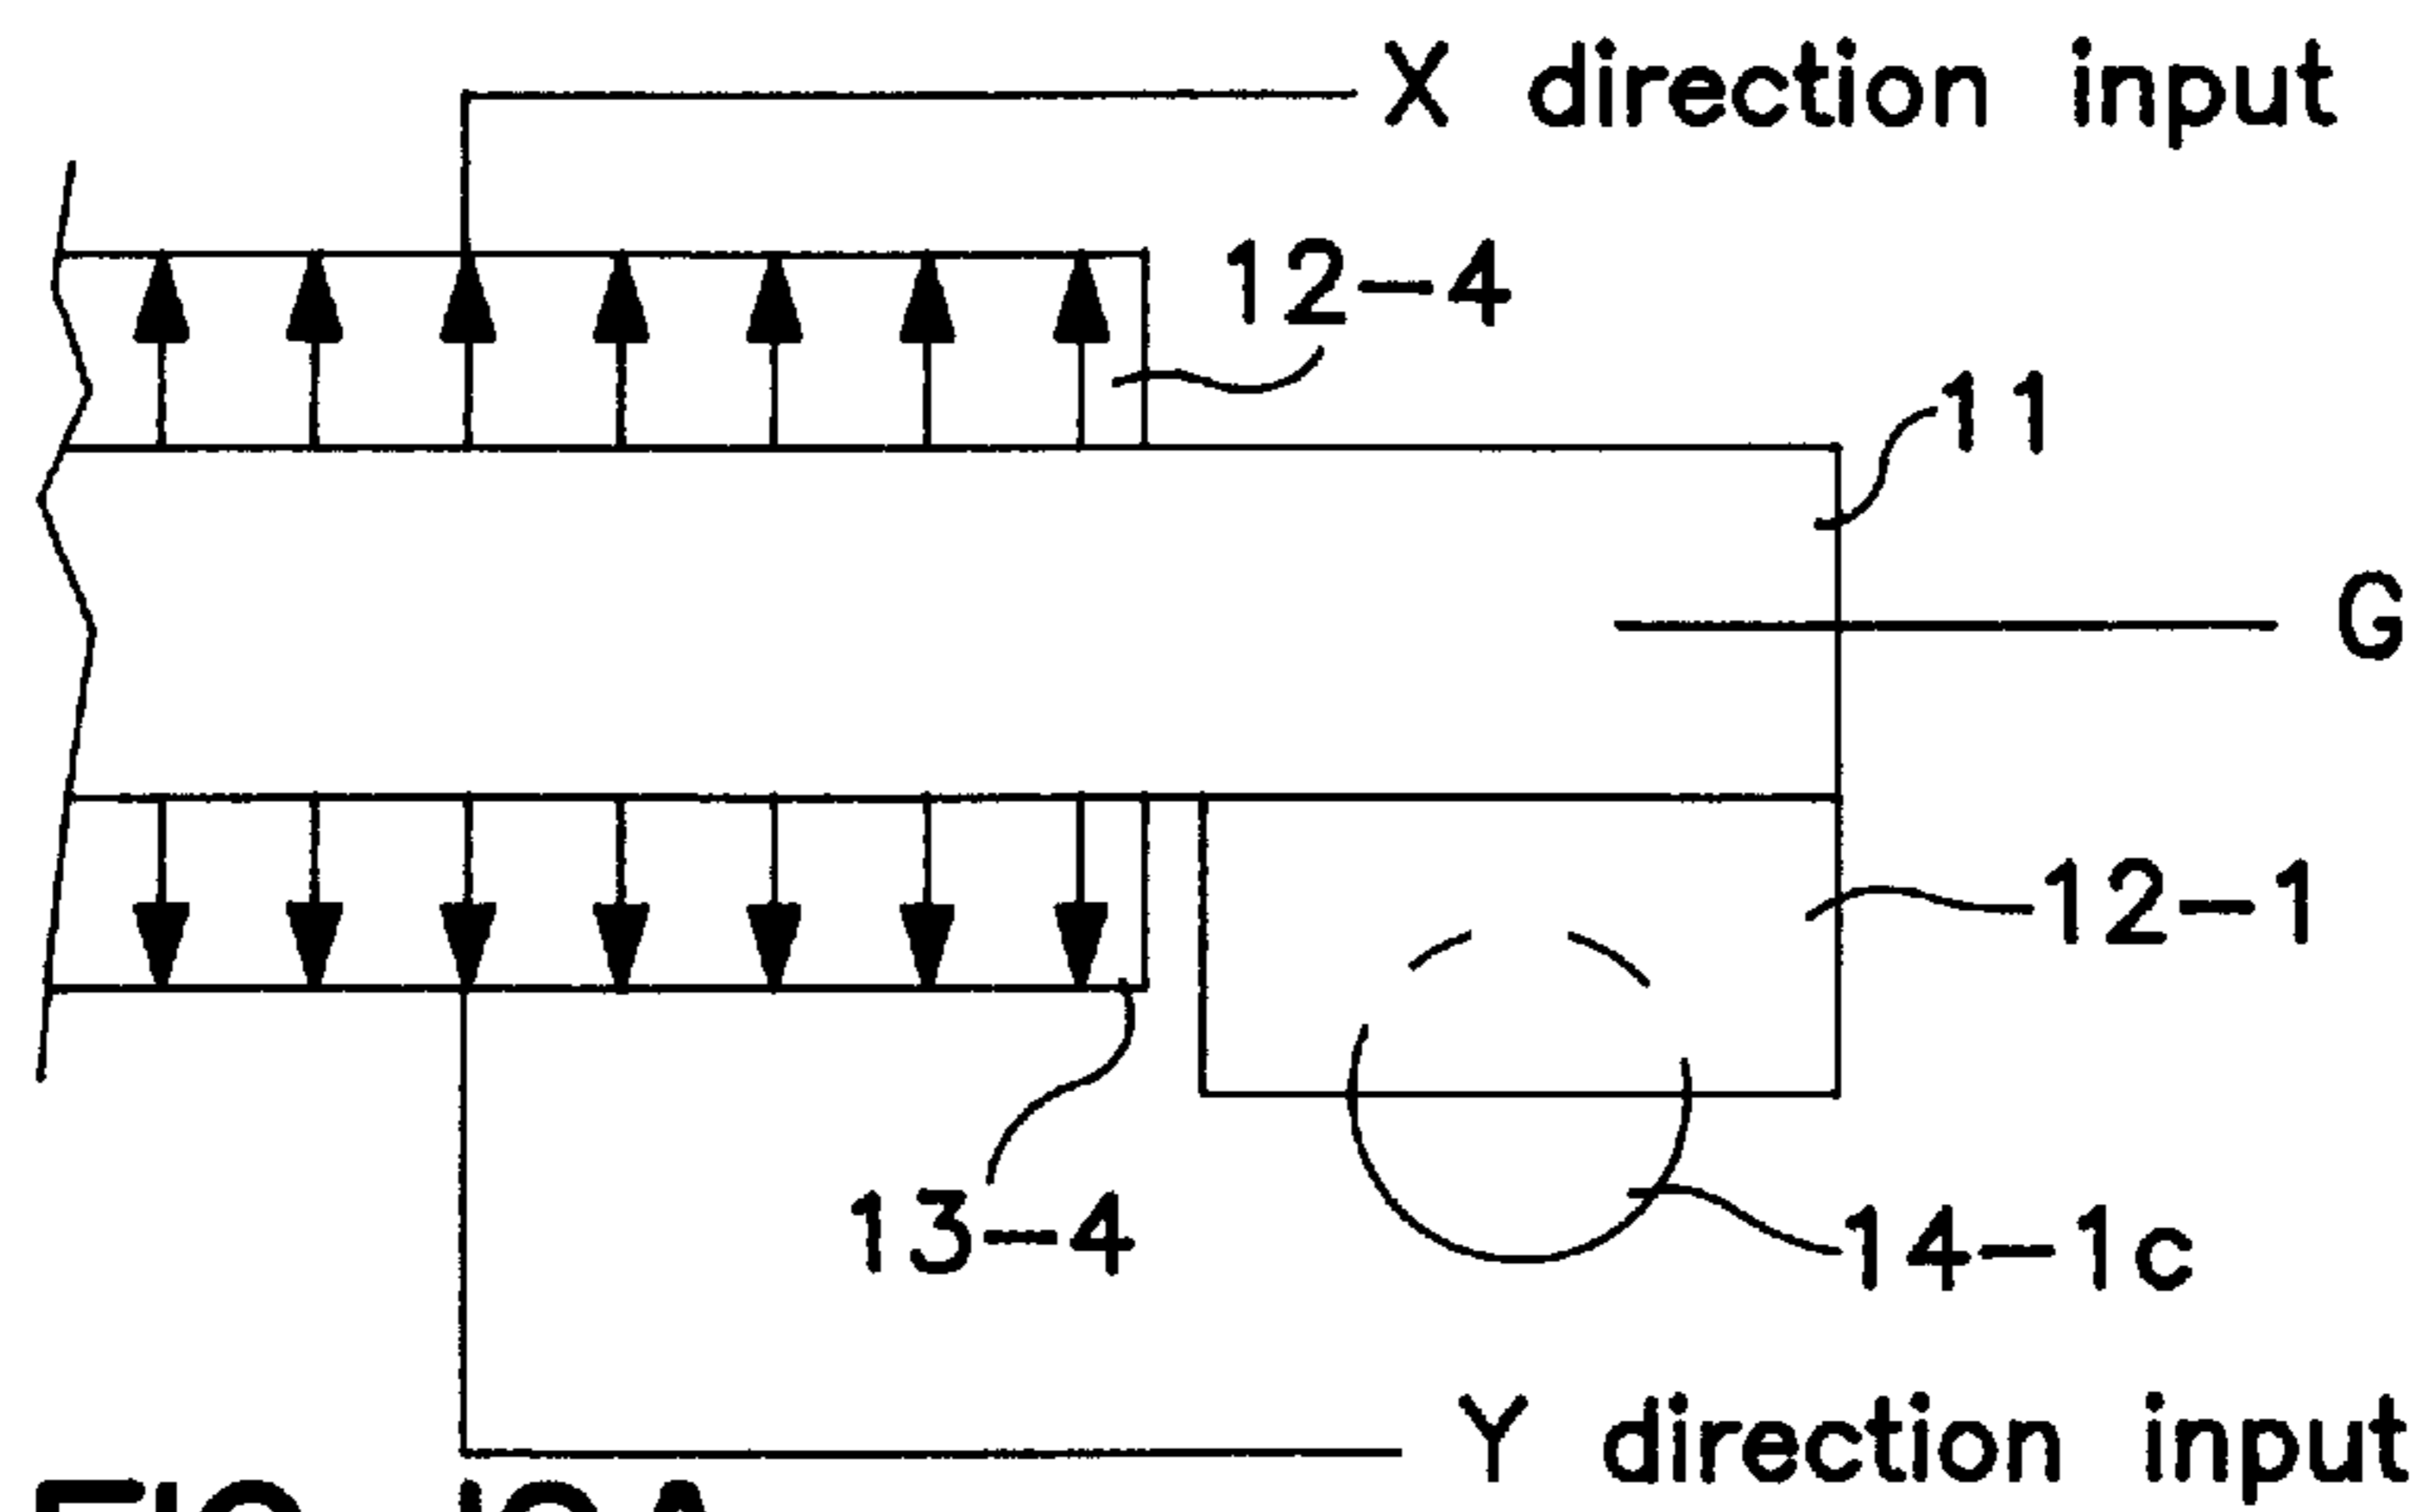 X direction input
12-4
11
G
12-1
13-4
14-1c
Y direction input